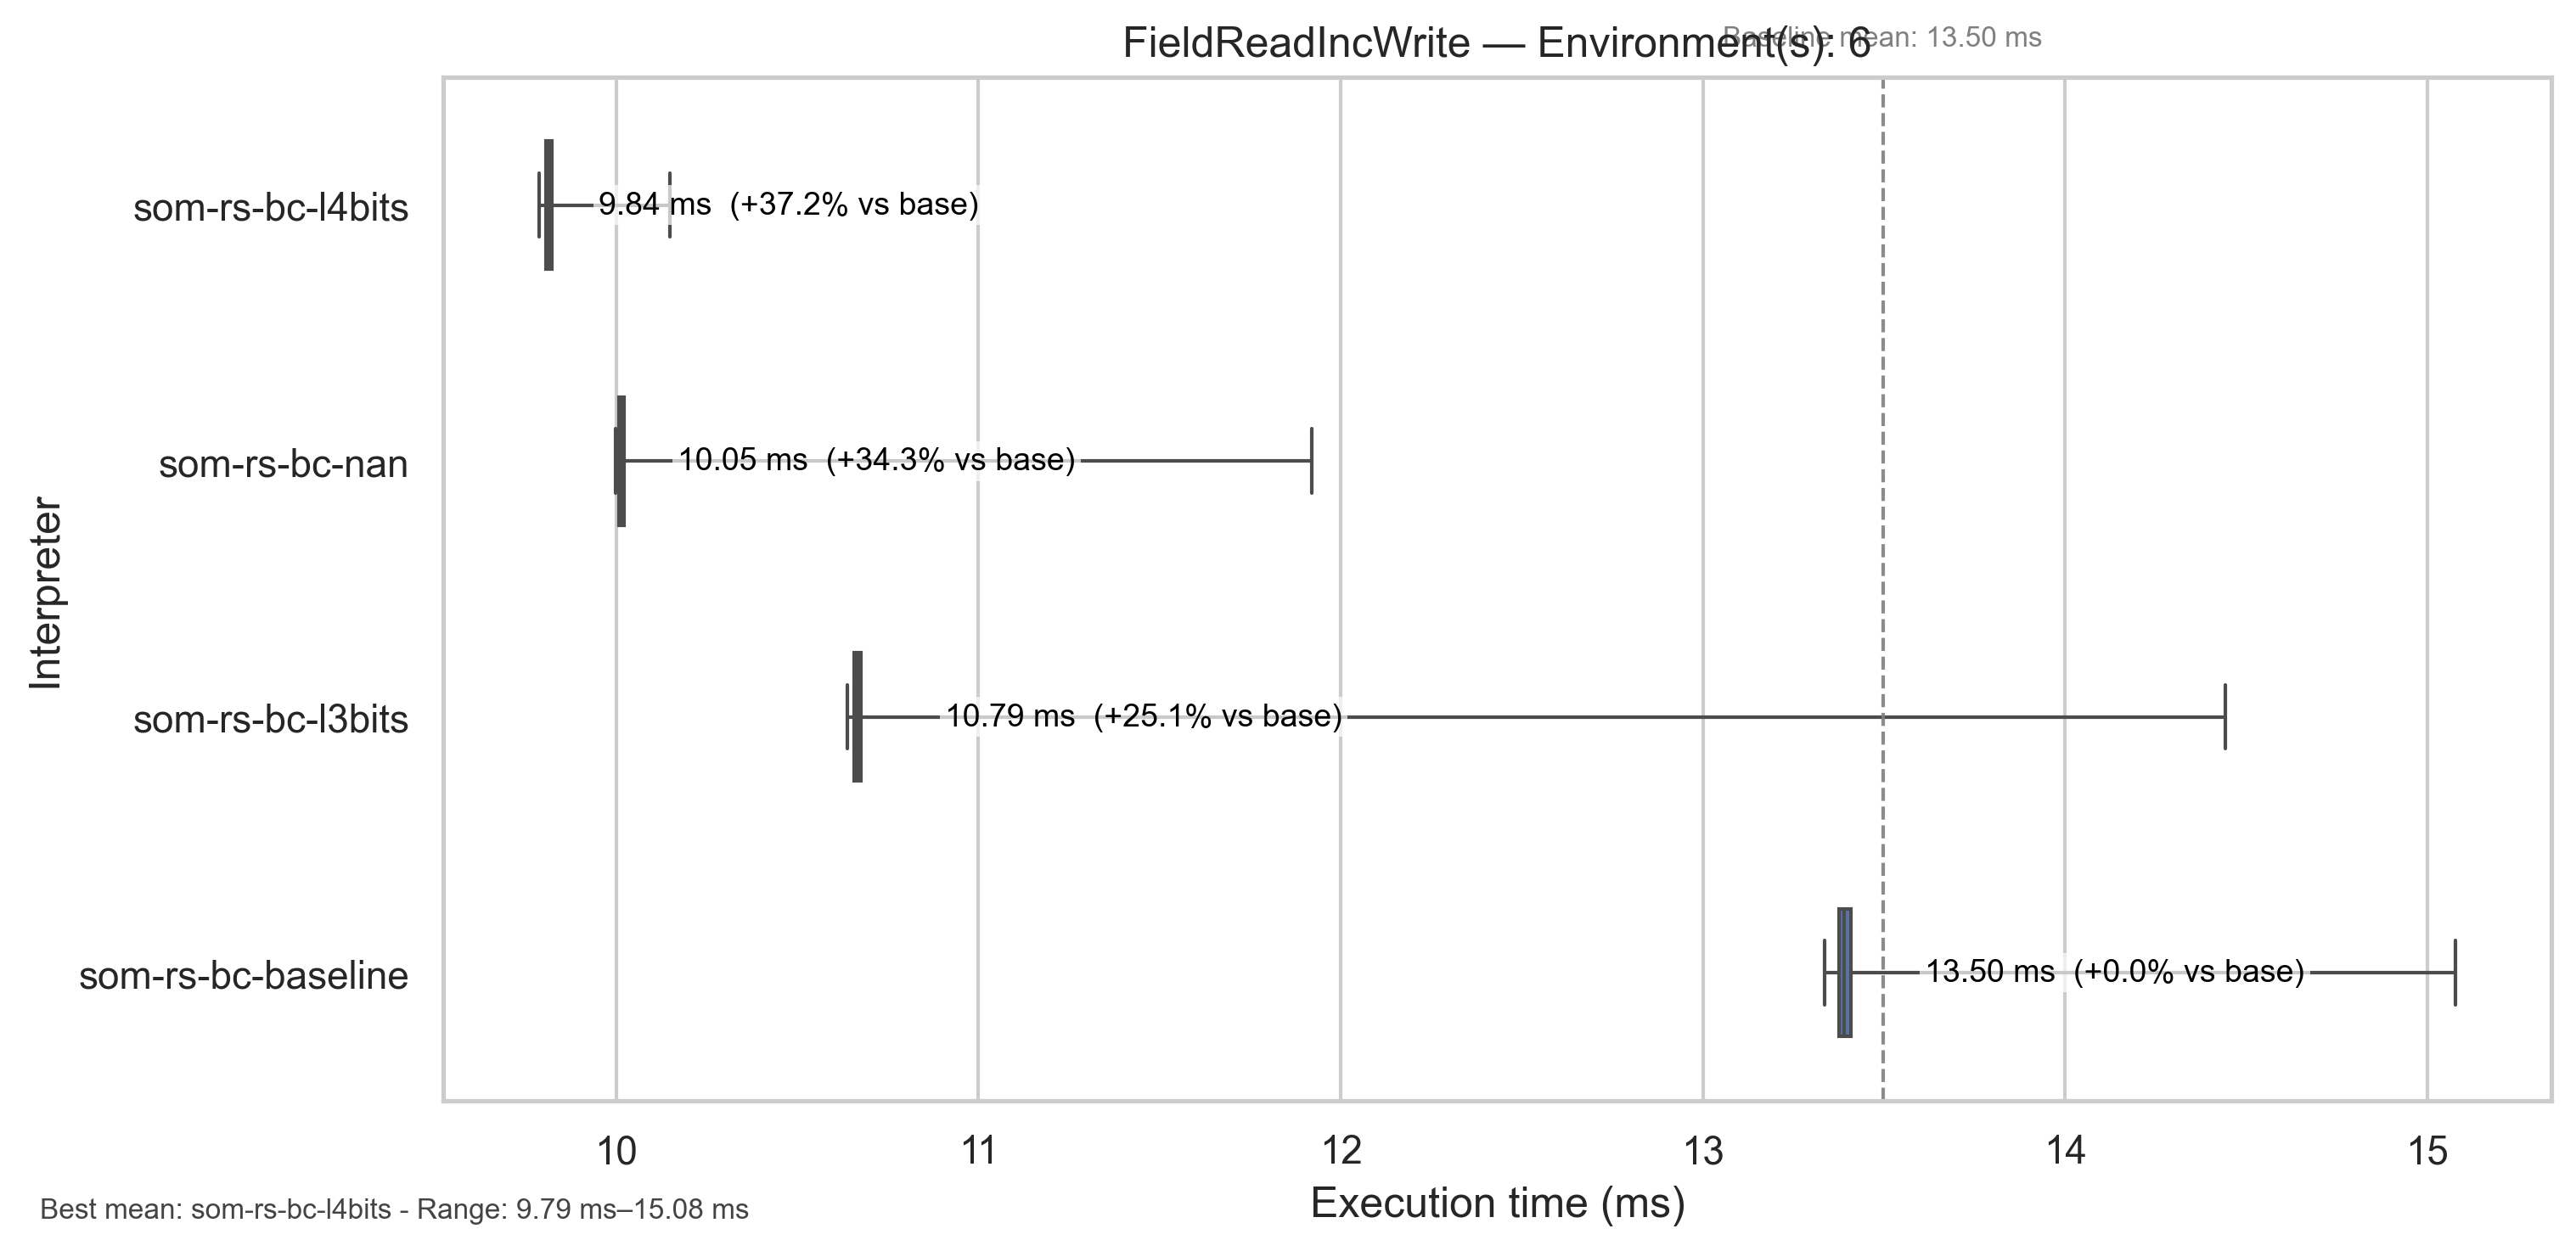 FieldReadIncWrite — Environment(s): 6
Baseline mean: 13.50 ms
Interpreter
som-rs-bc-l4bits
9.84 ms (+37.2% vs base)
som-rs-bc-nan
10.05 ms (+34.3% vs base)
som-rs-bc-l3bits
10.79 ms (+25.1% vs base)
som-rs-bc-baseline
13.50 ms (+0.0% vs base)
10 11 12 13 14 15
Execution time (ms)
Best mean: som-rs-bc-l4bits - Range: 9.79 ms–15.08 ms